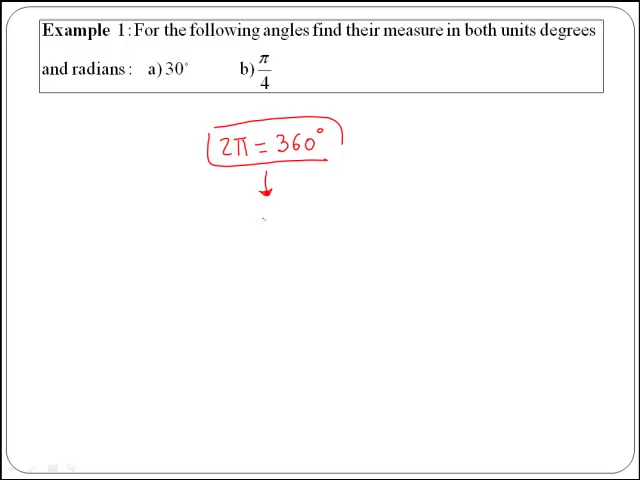 Example 1: For the following angles find their measure in both units degrees
and radians: a) 30° b) π/4
2π = 360°